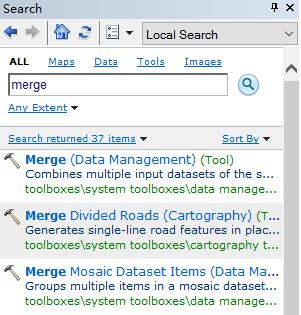 Search
Local Search
ALL Maps Data Tools Images
merge
Any Extent
Search returned 37 items Sort By
Merge (Data Management) (Tool)
Combines multiple input datasets of the s...
toolboxes\system toolboxes\data manage...
Merge Divided Roads (Cartography) (T...
Generates single-line road features in plac...
toolboxes\system toolboxes\cartography t...
Merge Mosaic Dataset Items (Data Ma...
Groups multiple items in a mosaic dataset...
toolboxes\system toolboxes\data manage...